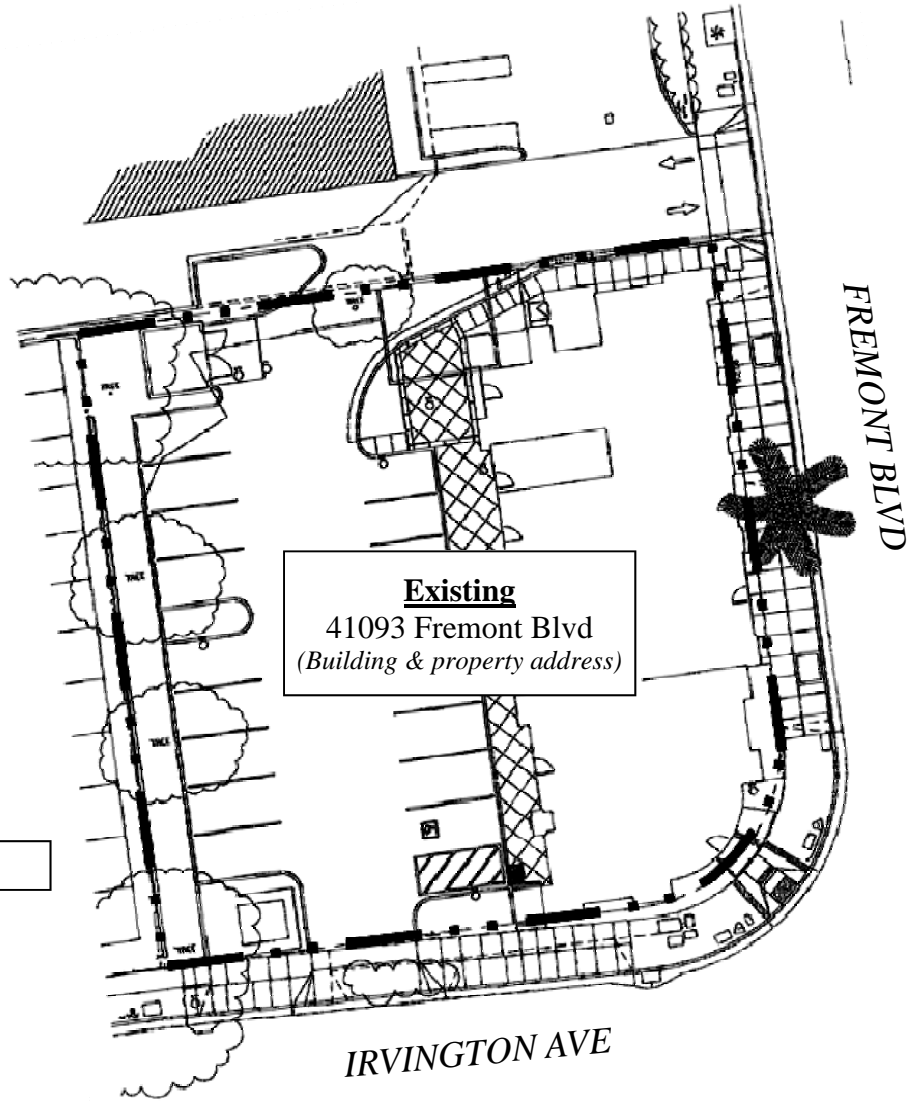 FREMONT BLVD
Existing
41093 Fremont Blvd
(Building & property address)
IRVINGTON AVE